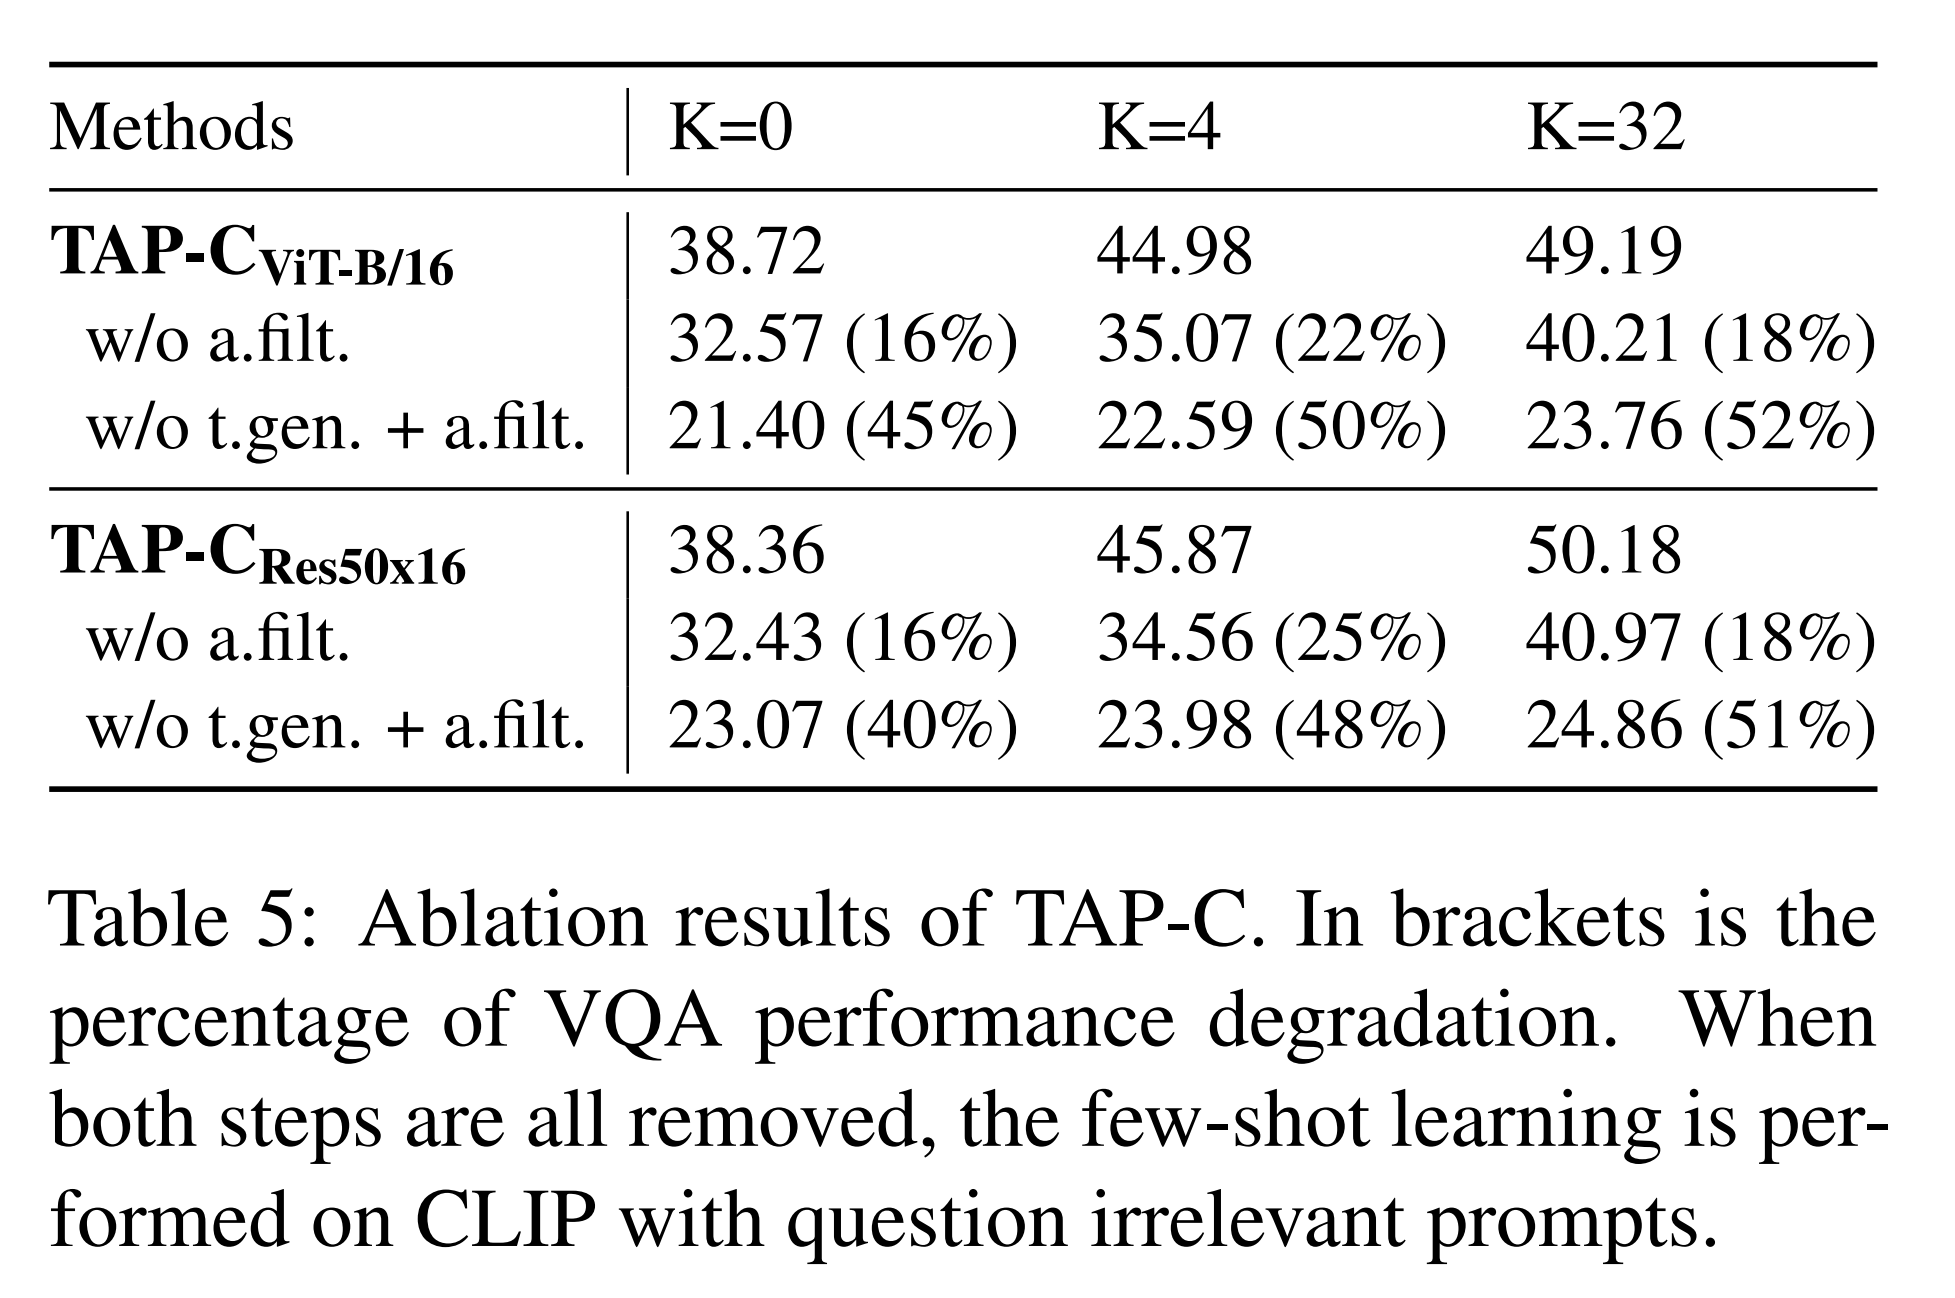 Methods K=0 K=4 K=32
TAP-C ViT-B/16 38.72 44.98 49.19
w/o a.filt. 32.57 (16%) 35.07 (22%) 40.21 (18%)
w/o t.gen. + a.filt. 21.40 (45%) 22.59 (50%) 23.76 (52%)
TAP-C Res50x16 38.36 45.87 50.18
w/o a.filt. 32.43 (16%) 34.56 (25%) 40.97 (18%)
w/o t.gen. + a.filt. 23.07 (40%) 23.98 (48%) 24.86 (51%)
Table 5: Ablation results of TAP-C. In brackets is the
percentage of VQA performance degradation. When
both steps are all removed, the few-shot learning is per-
formed on CLIP with question irrelevant prompts.